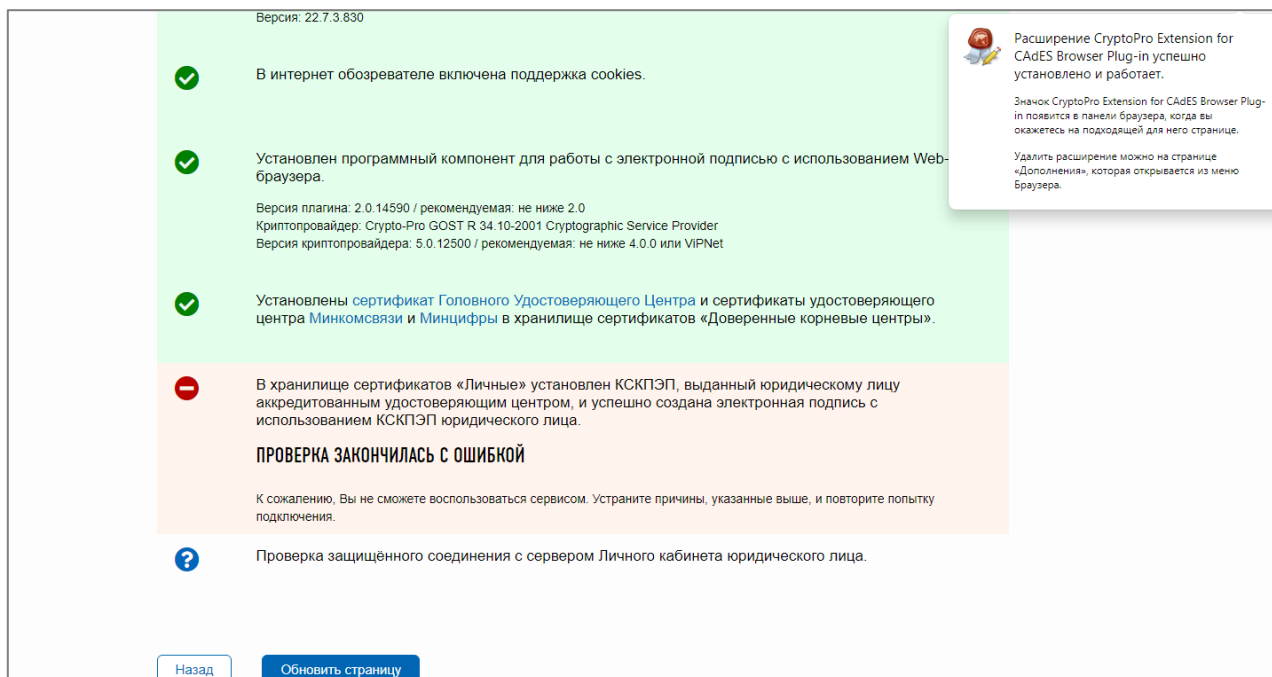 Версия: 22.7.3.830
В интернет обозревателе включена поддержка cookies.
Установлен программный компонент для работы с электронной подписью с использованием Web-
браузера.
Версия плагина: 2.0.14590 / рекомендуемая: не ниже 2.0
Криптопровайдер: Crypto-Pro GOST R 34.10-2001 Cryptographic Service Provider
Версия криптопровайдера: 5.0.12500 / рекомендуемая: не ниже 4.0.0 или ViPNet
Установлены сертификат Головного Удостоверяющего Центра и сертификаты удостоверяющего
центра Минкомсвязи и Минцифры в хранилище сертификатов «Доверенные корневые центры».
В хранилище сертификатов «Личные» установлен КСКПЭП, выданный юридическому лицу
аккредитованным удостоверяющим центром, и успешно создана электронная подпись с
использованием КСКПЭП юридического лица.
ПРОВЕРКА ЗАКОНЧИЛАСЬ С ОШИБКОЙ
К сожалению, Вы не сможете воспользоваться сервисом. Устраните причины, указанные выше, и повторите попытку
подключения.
Проверка защищённого соединения с сервером Личного кабинета юридического лица.
Назад
Обновить страницу
Расширение CryptoPro Extension for
CAdES Browser Plug-in успешно
установлено и работает.
Значок CryptoPro Extension for CAdES Browser Plug-
in появится в панели браузера, когда вы
окажетесь на подходящей для него странице.
Удалить расширение можно на странице
«Дополнения», которая открывается из меню
Браузера.